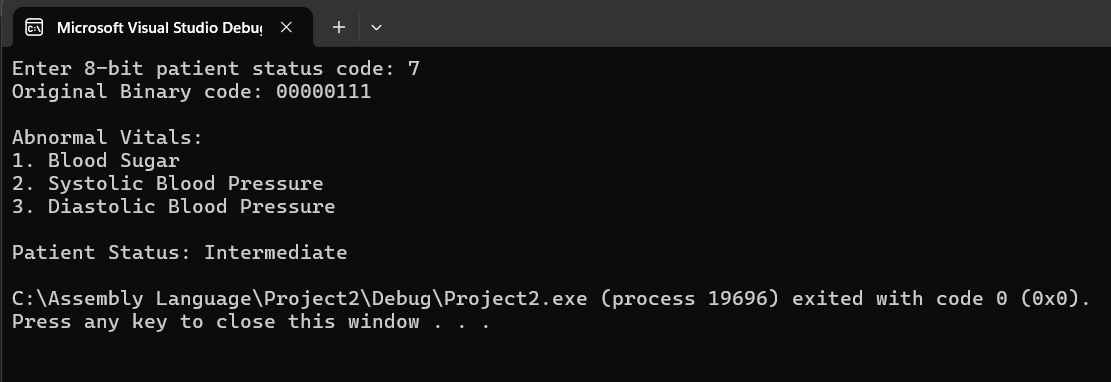 Microsoft Visual Studio Debu
Enter 8-bit patient status code: 7
Original Binary code: 00000111
Abnormal Vitals:
1. Blood Sugar
2. Systolic Blood Pressure
3. Diastolic Blood Pressure
Patient Status: Intermediate
C:\Assembly Language\Project2\Debug\Project2.exe (process 19696) exited with code 0 (0x0).
Press any key to close this window . . .